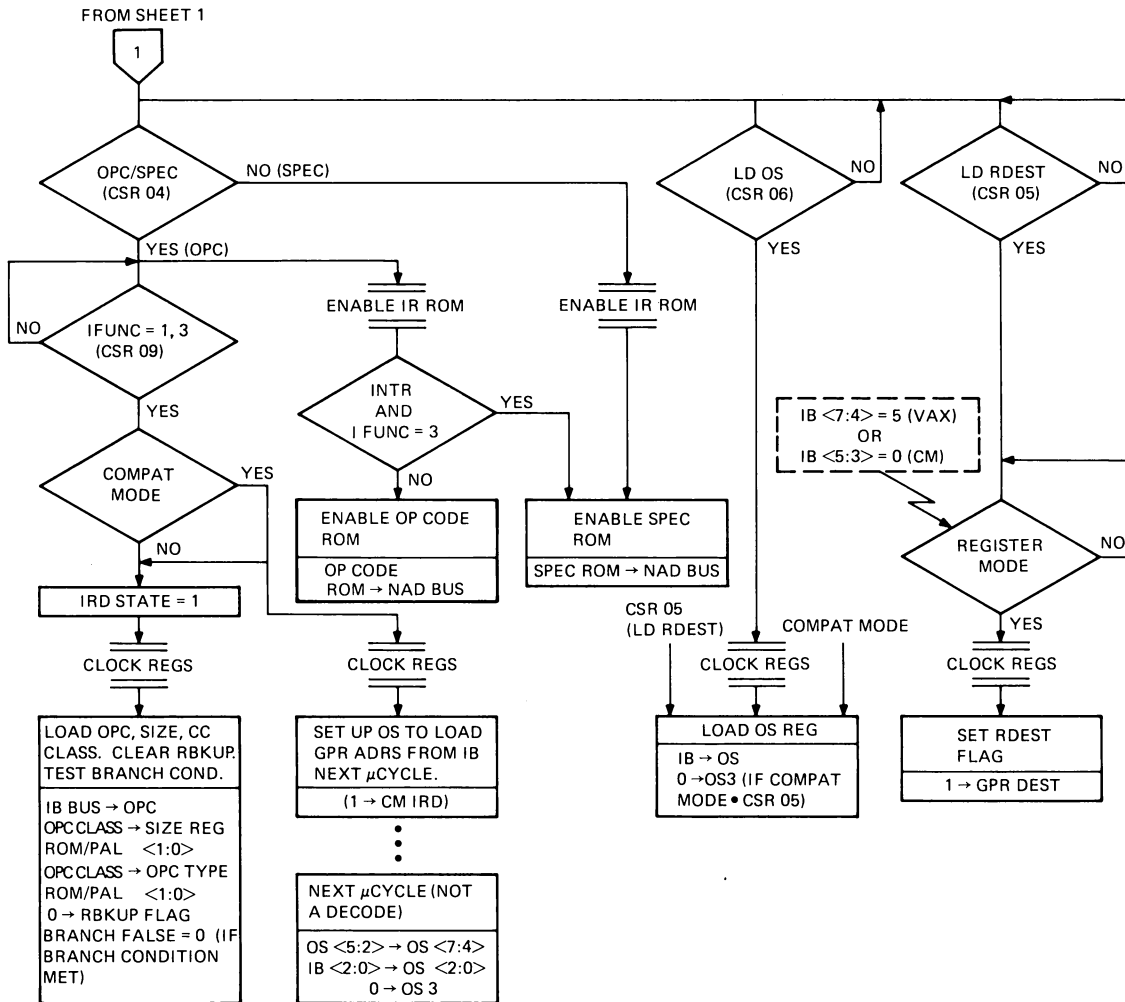 FROM SHEET 1
1
OPC/SPEC
(CSR 04)
NO (SPEC)
YES (OPC)
LD OS
(CSR 06)
NO
YES
LD RDEST
(CSR 05)
NO
YES
NO
IFUNC = 1, 3
(CSR 09)
YES
ENABLE IR ROM
ENABLE IR ROM
INTR
AND
I FUNC = 3
YES
NO
IB <7:4> = 5 (VAX)
OR
IB <5:3> = 0 (CM)
COMPAT
MODE
YES
NO
ENABLE OP CODE
ROM
OP CODE
ROM → NAD BUS
ENABLE SPEC
ROM
SPEC ROM → NAD BUS
REGISTER
MODE
NO
YES
IRD STATE = 1
CSR 05
(LD RDEST)
COMPAT MODE
CLOCK REGS
CLOCK REGS
CLOCK REGS
CLOCK REGS
LOAD OPC, SIZE, CC
CLASS. CLEAR RBKUP.
TEST BRANCH COND.
IB BUS → OPC
OPC CLASS → SIZE REG
ROM/PAL <1:0>
OPC CLASS → OPC TYPE
ROM/PAL <1:0>
0 → RBKUP FLAG
BRANCH FALSE = 0 (IF
BRANCH CONDITION
MET)
SET UP OS TO LOAD
GPR ADRS FROM IB
NEXT µCYCLE.
(1 → CM IRD)
NEXT µCYCLE (NOT
A DECODE)
OS <5:2> → OS <7:4>
IB <2:0> → OS <2:0>
0 → OS 3
LOAD OS REG
IB → OS
0 → OS3 (IF COMPAT
MODE • CSR 05)
SET RDEST
FLAG
1 → GPR DEST